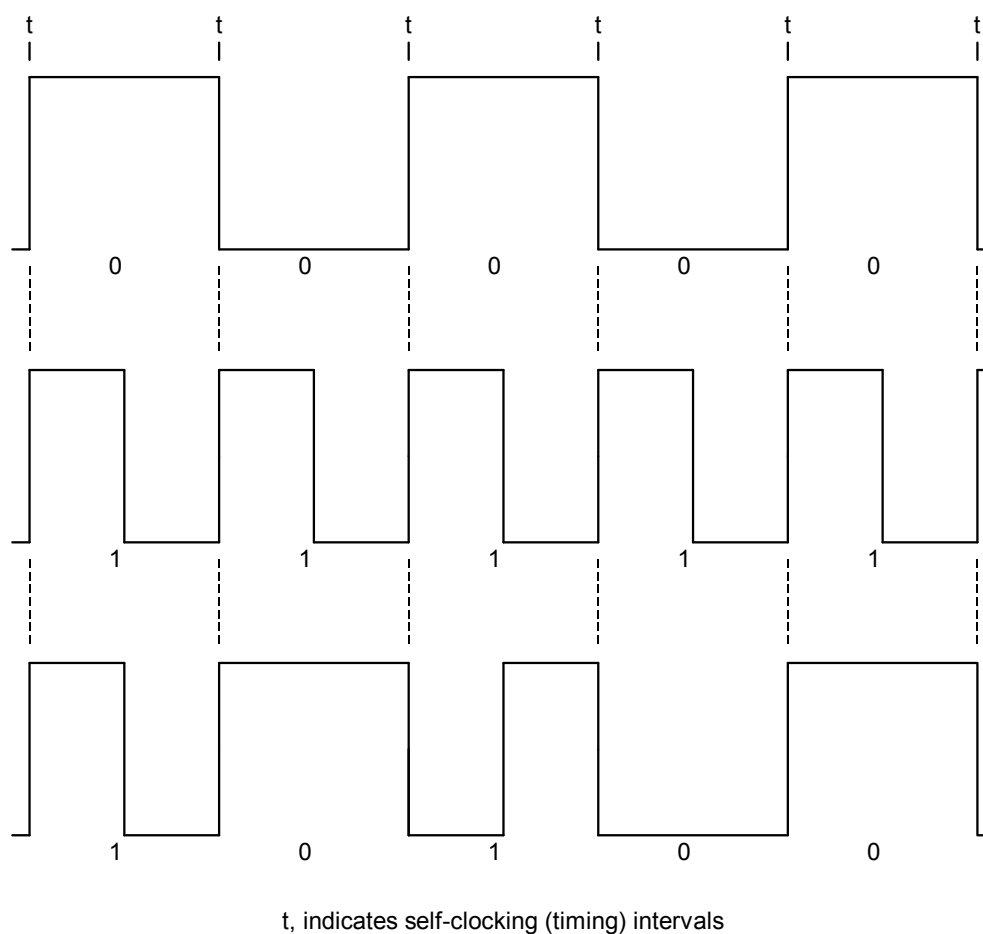 t t t t t t
0 0 0 0 0
1 1 1 1 1
1 0 1 0 0
t, indicates self-clocking (timing) intervals